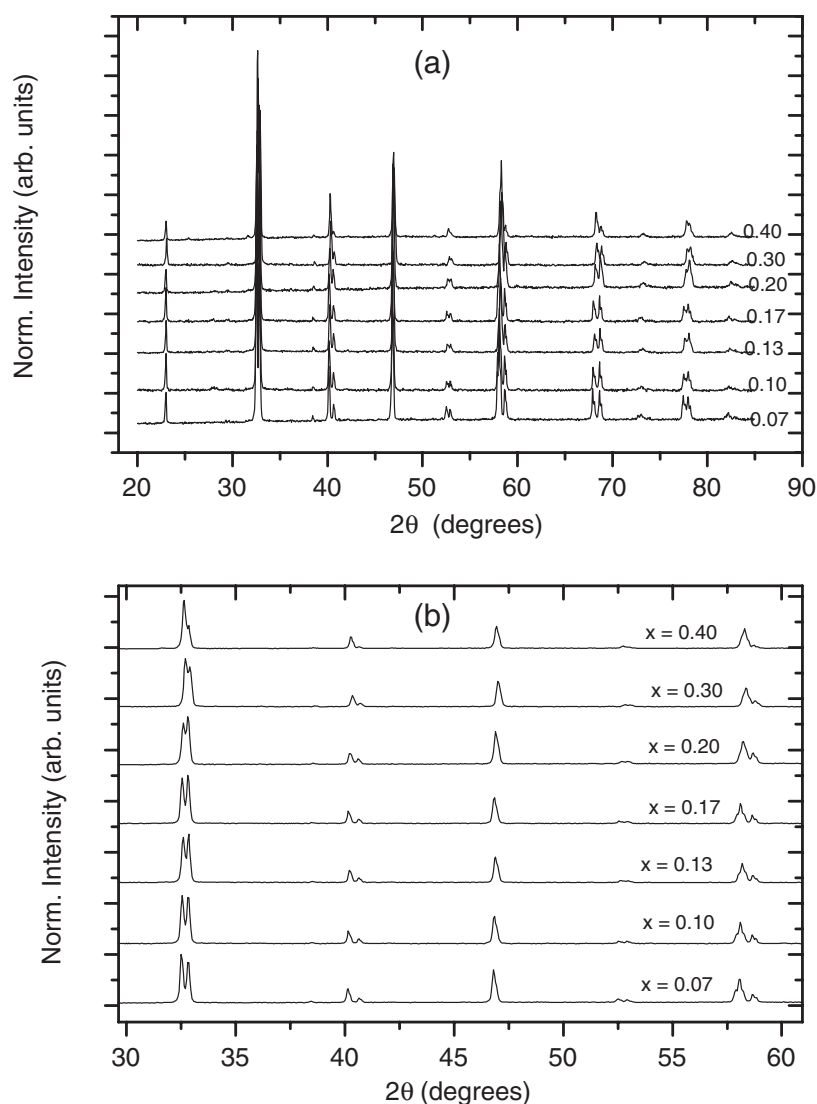 (a)
Norm. Intensity (arb. units)
0.40
0.30
0.20
0.17
0.13
0.10
0.07
20 30 40 50 60 70 80 90
2θ (degrees)
(b)
Norm. Intensity (arb. units)
x = 0.40
x = 0.30
x = 0.20
x = 0.17
x = 0.13
x = 0.10
x = 0.07
30 35 40 45 50 55 60
2θ (degrees)